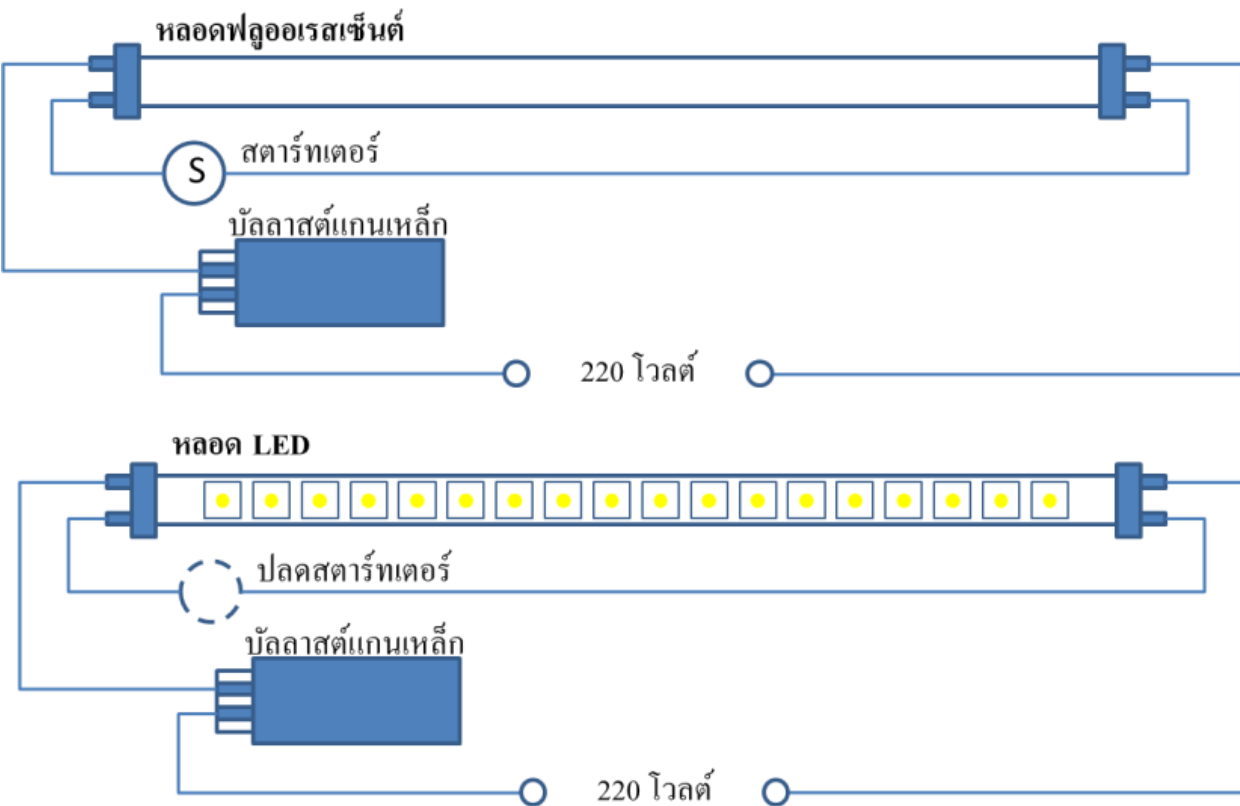 หลอดฟลูออเรสเซ็นต์
สตาร์ทเตอร์
S
บัลลาสต์แกนเหล็ก
220 โวลต์
หลอด LED
ปลดสตาร์ทเตอร์
บัลลาสต์แกนเหล็ก
220 โวลต์